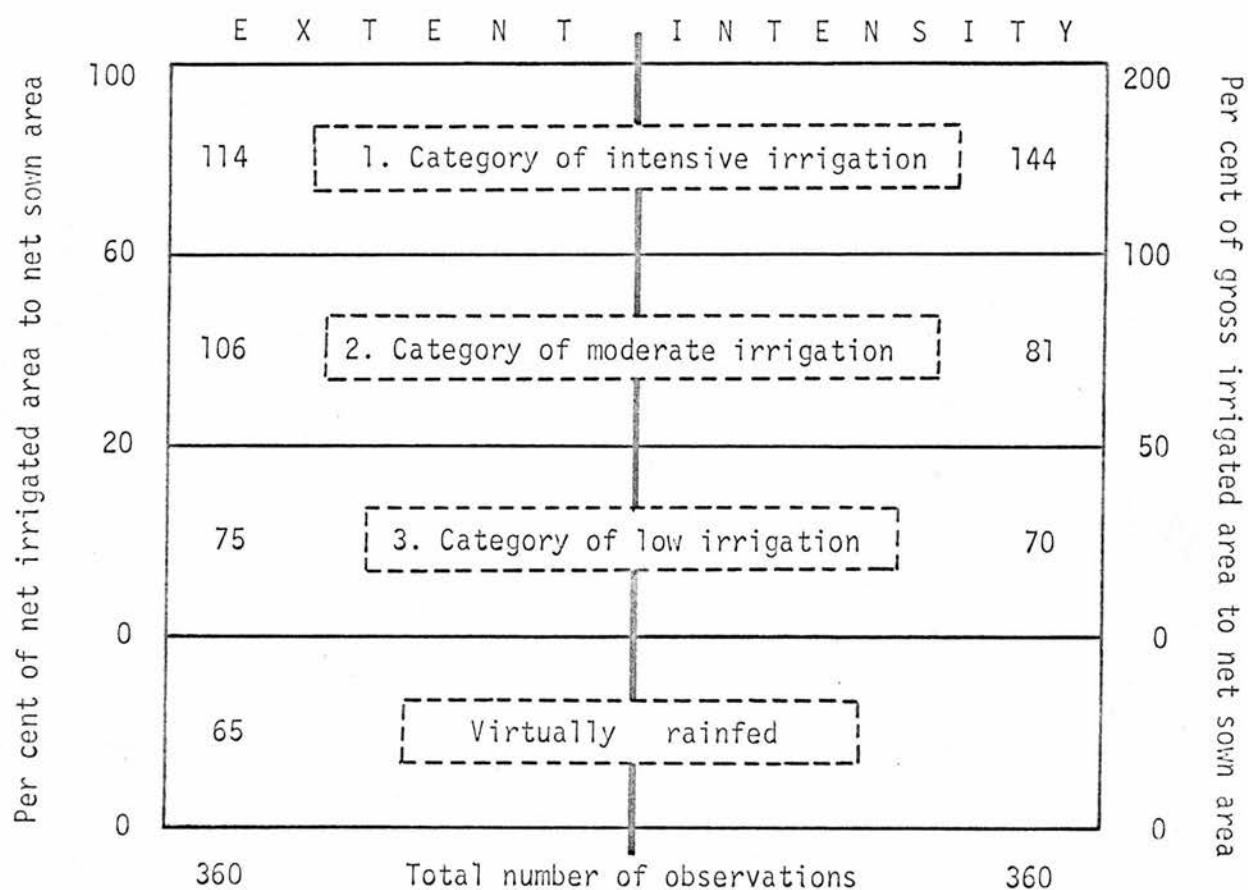 E X T E N T I N T E N S I T Y
Per cent of net irrigated area to net sown area
100 200
114 1. Category of intensive irrigation 144
60 100
106 2. Category of moderate irrigation 81
20 50
75 3. Category of low irrigation 70
0 0
65 Virtually rainfed
0 0
360 Total number of observations 360
Per cent of gross irrigated area to net sown area